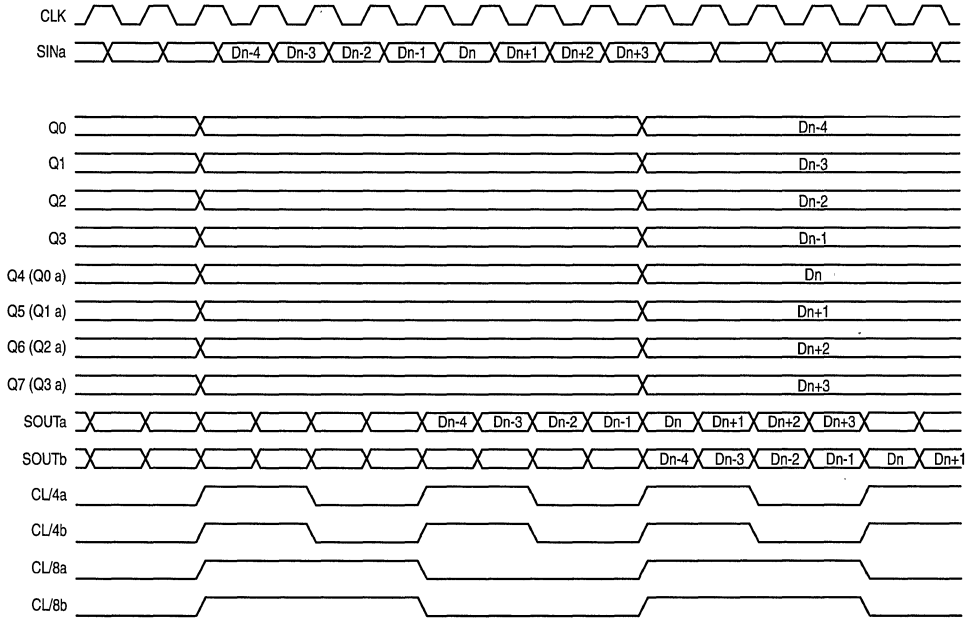 CLK
SINa Dn-4 Dn-3 Dn-2 Dn-1 Dn Dn+1 Dn+2 Dn+3
Q0 Dn-4
Q1 Dn-3
Q2 Dn-2
Q3 Dn-1
Q4 (Q0 a) Dn
Q5 (Q1 a) Dn+1
Q6 (Q2 a) Dn+2
Q7 (Q3 a) Dn+3
SOUTa Dn-4 Dn-3 Dn-2 Dn-1 Dn Dn+1 Dn+2 Dn+3
SOUTb Dn-4 Dn-3 Dn-2 Dn-1 Dn Dn+1
CL/4a
CL/4b
CL/8a
CL/8b